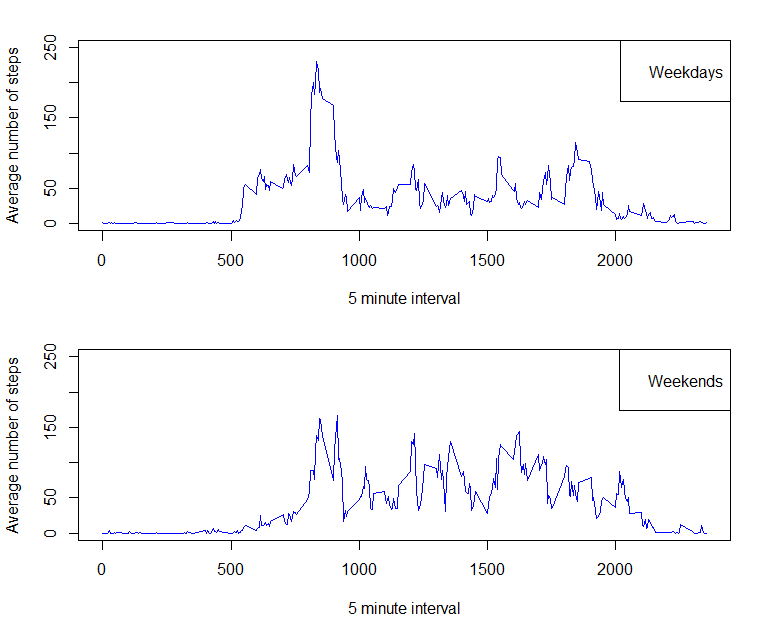 Weekdays
Average number of steps
250
150
50
0
0 500 1000 1500 2000
5 minute interval
Weekends
Average number of steps
250
150
50
0
0 500 1000 1500 2000
5 minute interval